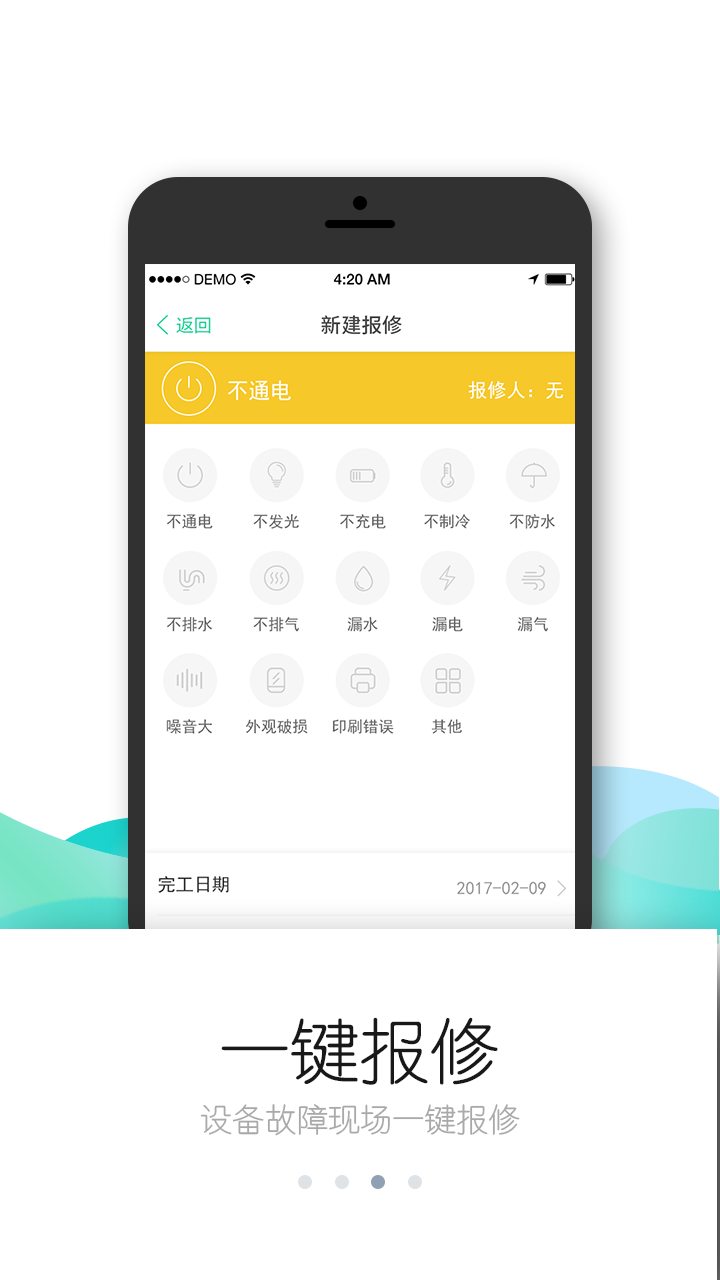 DEMO 4:20 AM
返回 新建报修
不通电 报修人：无
不通电 不发光 不充电 不制冷 不防水
不排水 不排气 漏水 漏电 漏气
噪音大 外观破损 印刷错误 其他
完工日期 2017-02-09
一键报修
设备故障现场一键报修